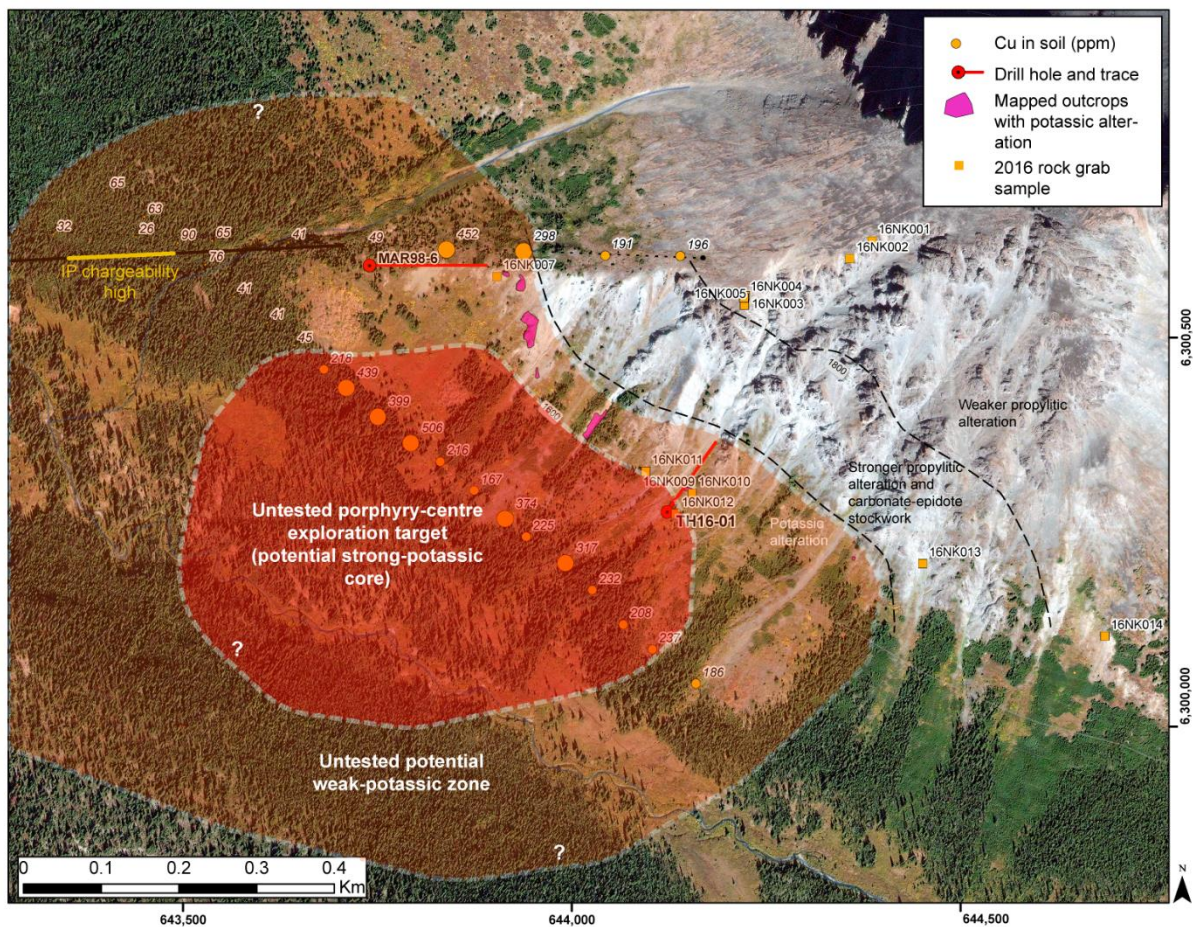 Cu in soil (ppm)
Drill hole and trace
Mapped outcrops
with potassic alter-
ation
2016 rock grab
sample
?
65
32
63
26
90
65
76
41
49
452
298
191
196
16NK001
16NK002
IP chargeability
high
MAR98-6
16NK007
16NK005
16NK004
16NK003
41
41
45
6,300,500
218
439
399
506
216
167
374
225
317
232
208
237
186
1600
1800
Weaker propylitic
alteration
Stronger propylitic
alteration and
carbonate-epidote
stockwork
16NK011
16NK009
16NK010
16NK012
TH16-01
Potassic
alteration
Untested porphyry-centre
exploration target
(potential strong-potassic
core)
16NK013
16NK014
?
Untested potential
weak-potassic zone
6,300,000
?
0 0.1 0.2 0.3 0.4
Km
N
643,500
644,000
644,500